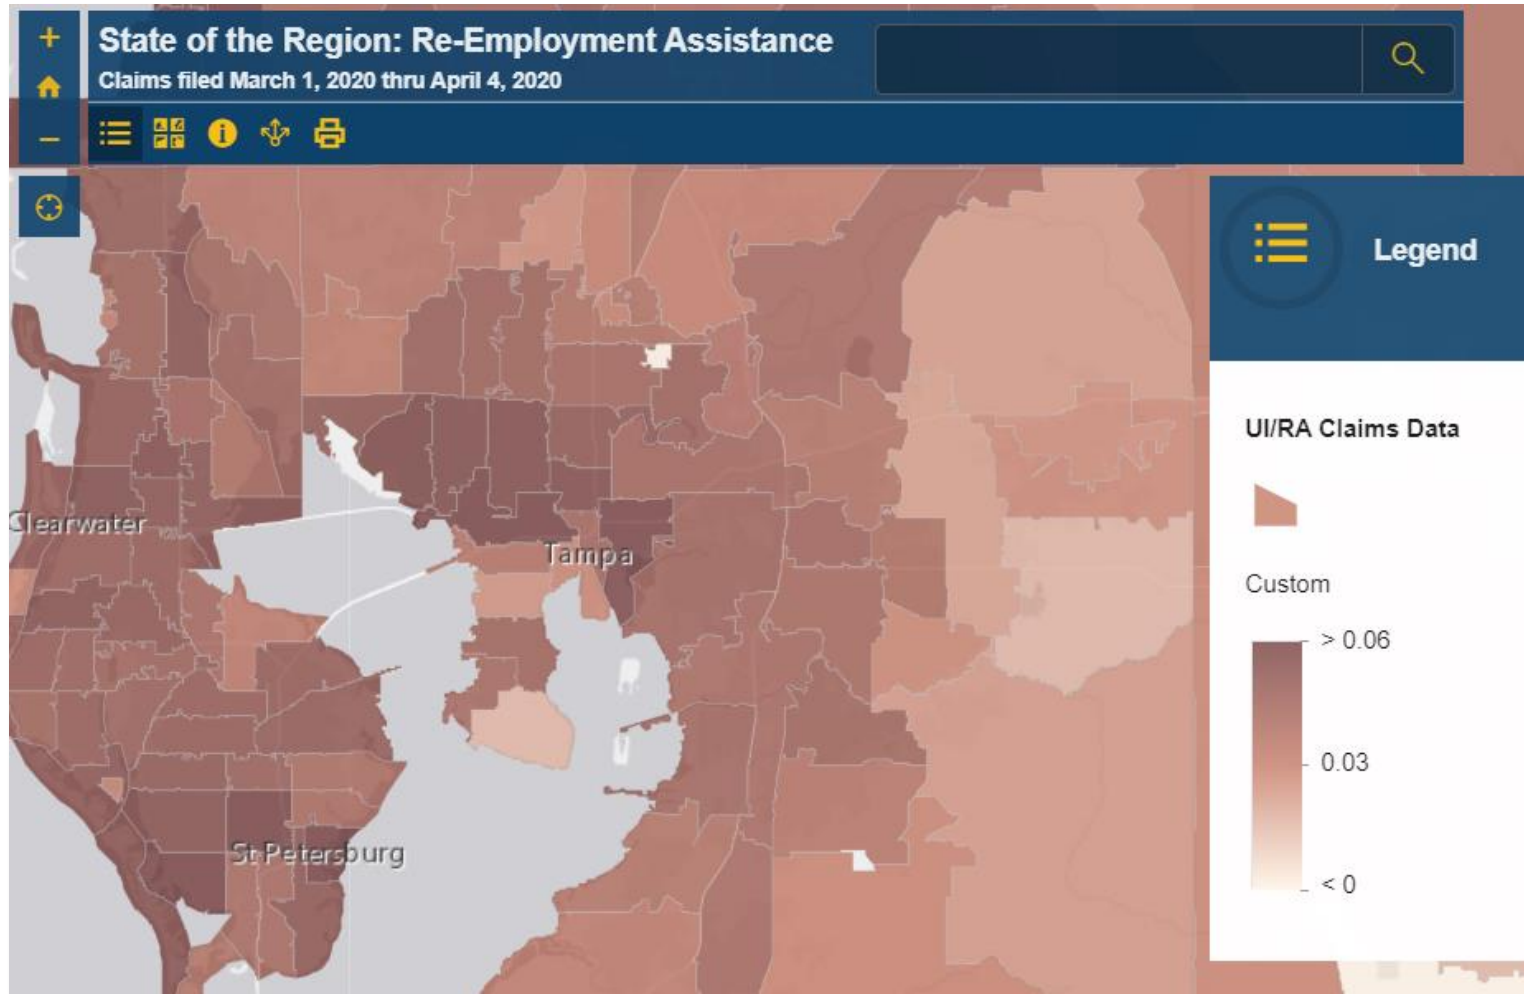 State of the Region: Re-Employment Assistance
Claims filed March 1, 2020 thru April 4, 2020
Legend
UI/RA Claims Data
Custom
> 0.06
0.03
< 0
Clearwater
Tampa
St Petersburg